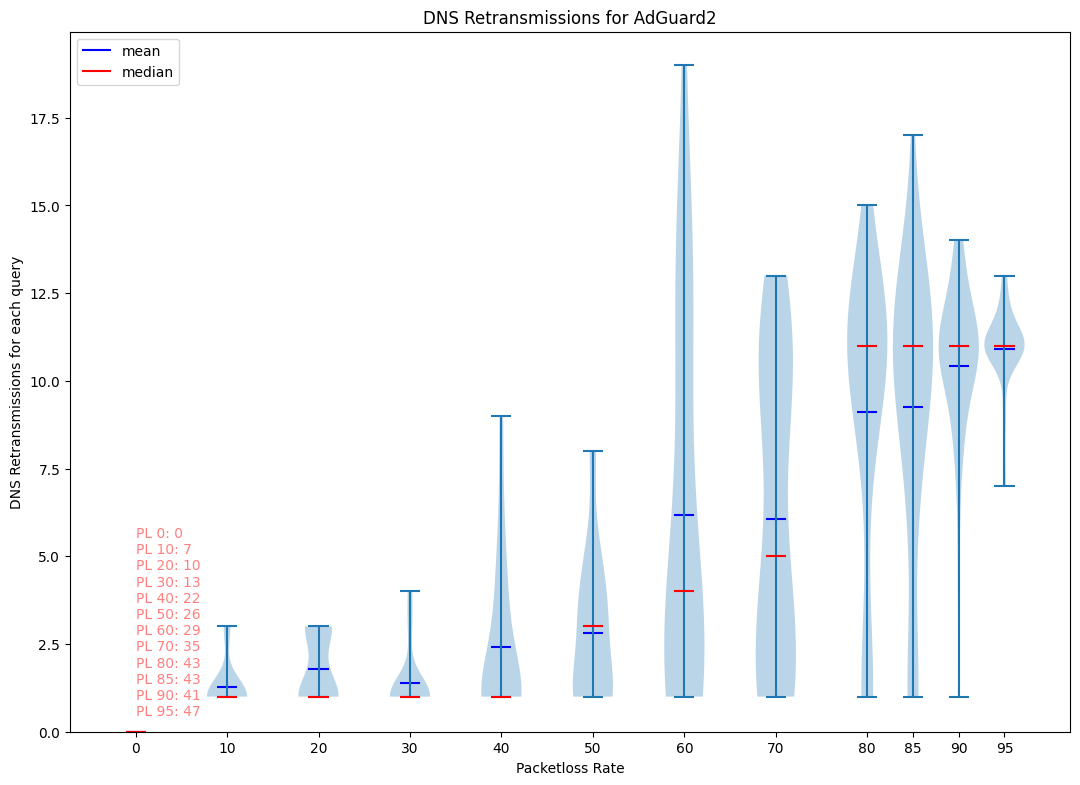 DNS Retransmissions for AdGuard2
mean
median
17.5
15.0
12.5
10.0
7.5
5.0
2.5
0.0
DNS Retransmissions for each query
PL 0: 0
PL 10: 7
PL 20: 10
PL 30: 13
PL 40: 22
PL 50: 26
PL 60: 29
PL 70: 35
PL 80: 43
PL 85: 43
PL 90: 41
PL 95: 47
0 10 20 30 40 50 60 70 80 85 90 95
Packetloss Rate